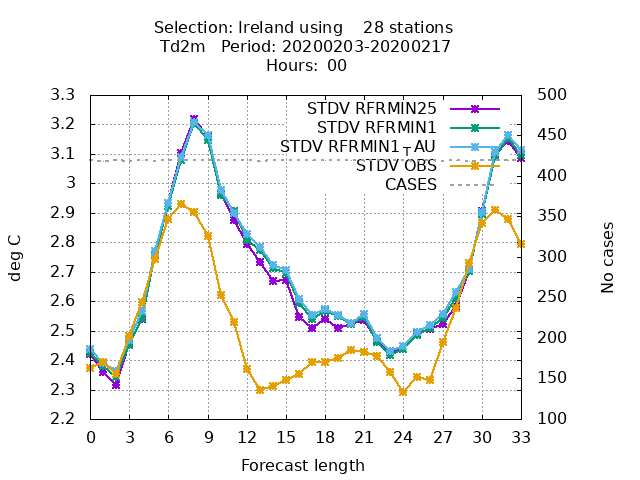 Selection: Ireland using    28 stations
Td2m   Period: 20200203-20200217
Hours:  00
STDV RFRMIN25
STDV RFRMIN1
STDV RFRMIN1┬AU
STDV OBS
CASES
deg C
3.3
3.2
3.1
3
2.9
2.8
2.7
2.6
2.5
2.4
2.3
2.2
No cases
500
450
400
350
300
250
200
150
100
0 3 6 9 12 15 18 21 24 27 30 33
Forecast length